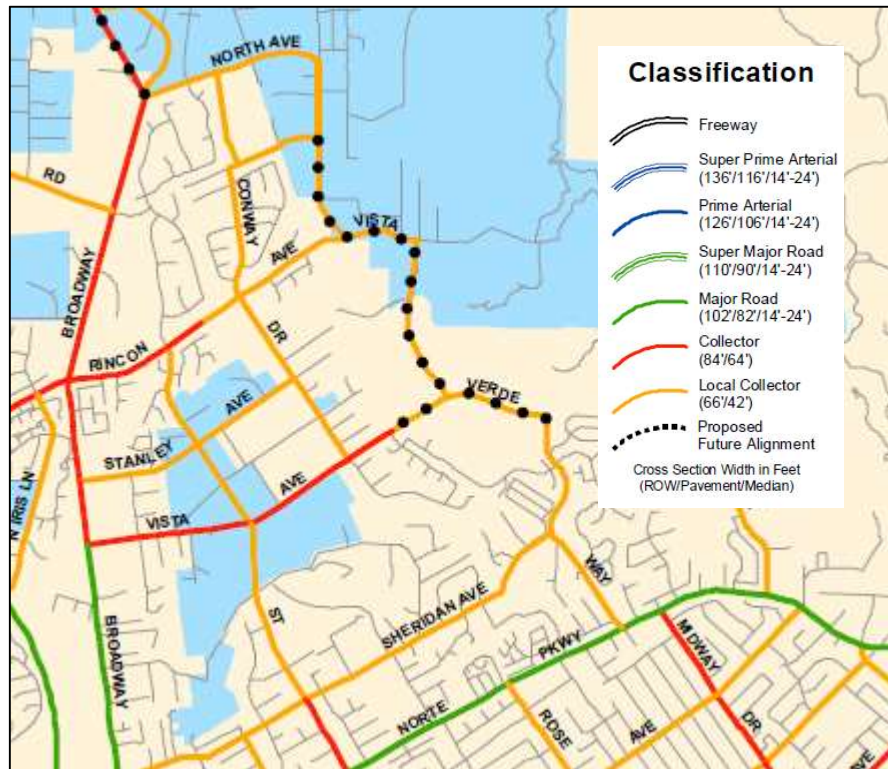 NORTH AVE
Classification
Freeway
Super Prime Arterial
(136'/116'/14'-24')
Prime Arterial
(126'/106'/14'-24')
Super Major Road
(110'/90'/14'-24')
Major Road
(102'/82'/14'-24')
Collector
(84'/64')
Local Collector
(66'/42')
Proposed
Future Alignment
Cross Section Width in Feet
(ROW/Pavement/Median)
RD
CONWAY
VISTA
AVE
BROADWAY
DR
RINCON
VERDE
AVE
STANLEY
N IRIS LN
AVE
VISTA
WAY
SHERIDAN AVE
BROADWAY
ST
PKWY
MIDWAY
NORTE
ROSE
AVE
DR
AVE